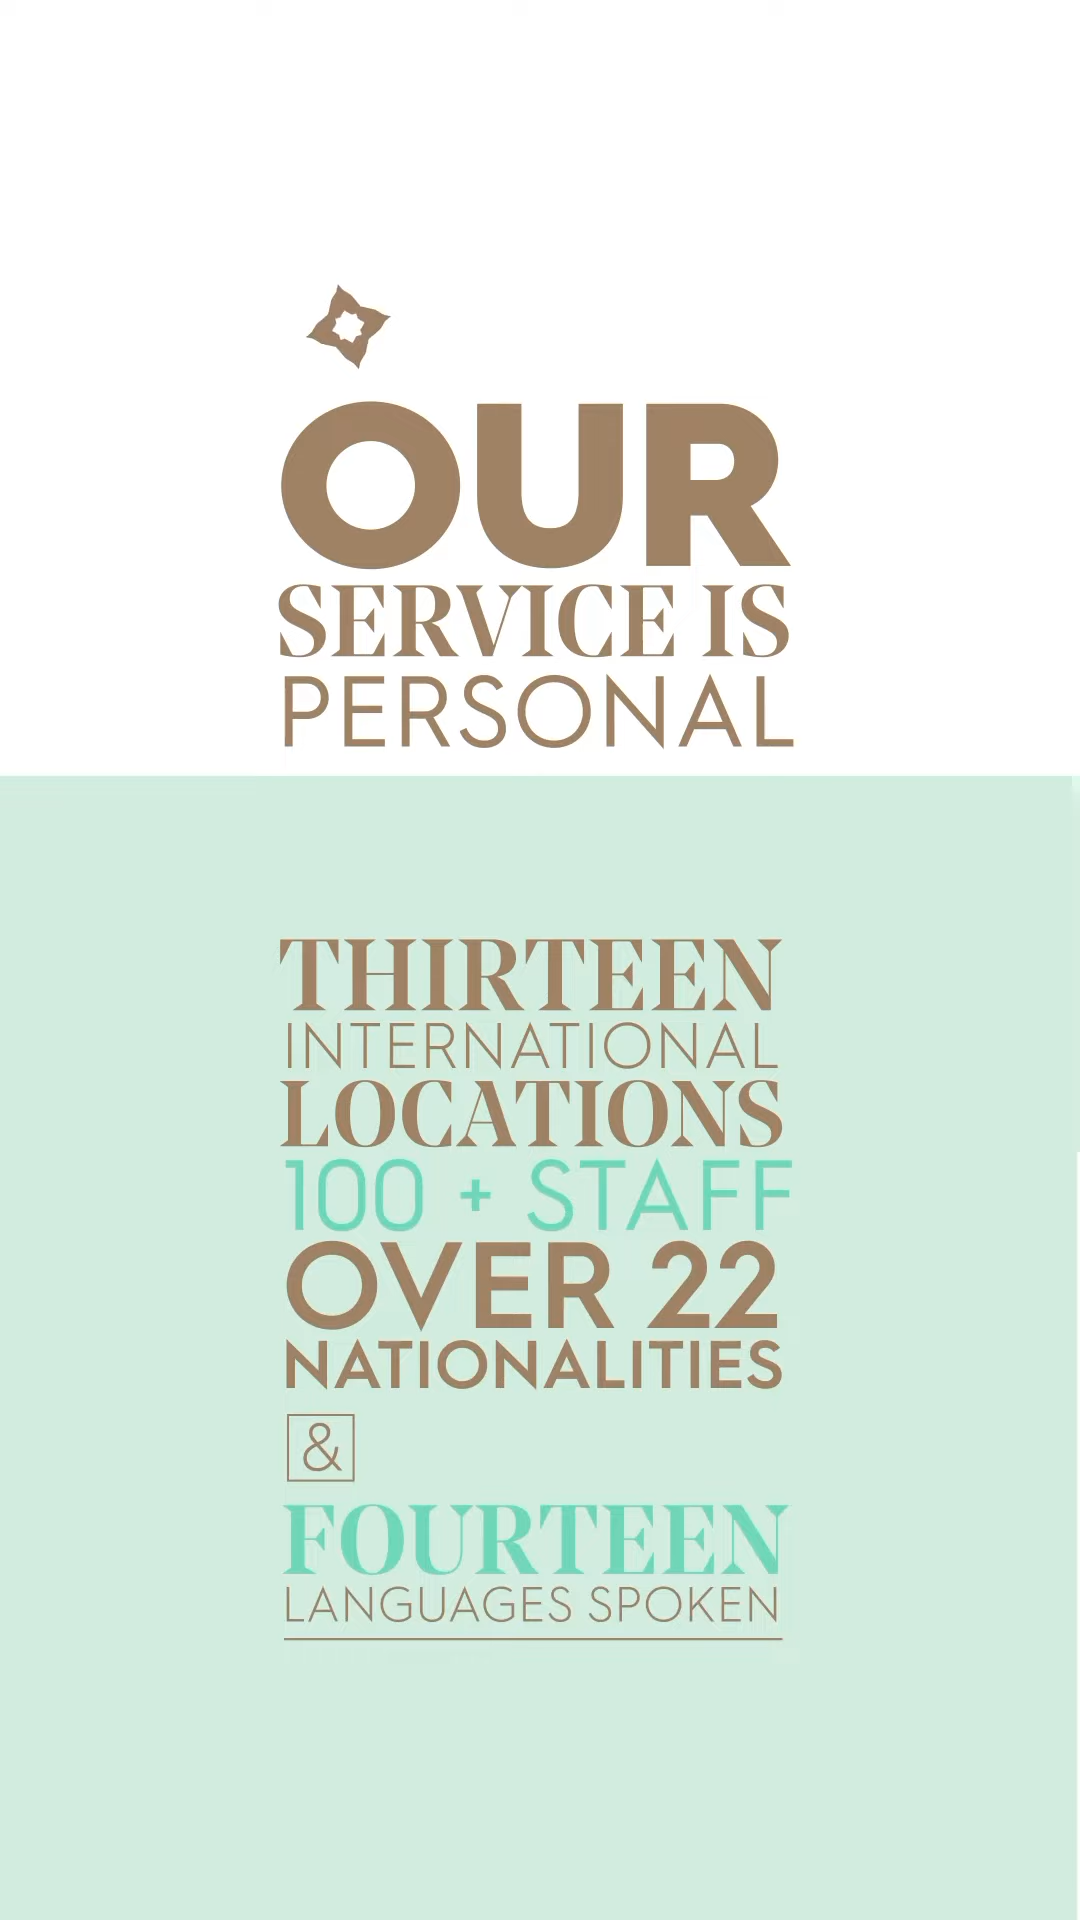 OUR
SERVICE IS
PERSONAL
THIRTEEN
INTERNATIONAL
LOCATIONS
100 + STAFF
OVER 22
NATIONALITIES
&
FOURTEEN
LANGUAGES SPOKEN